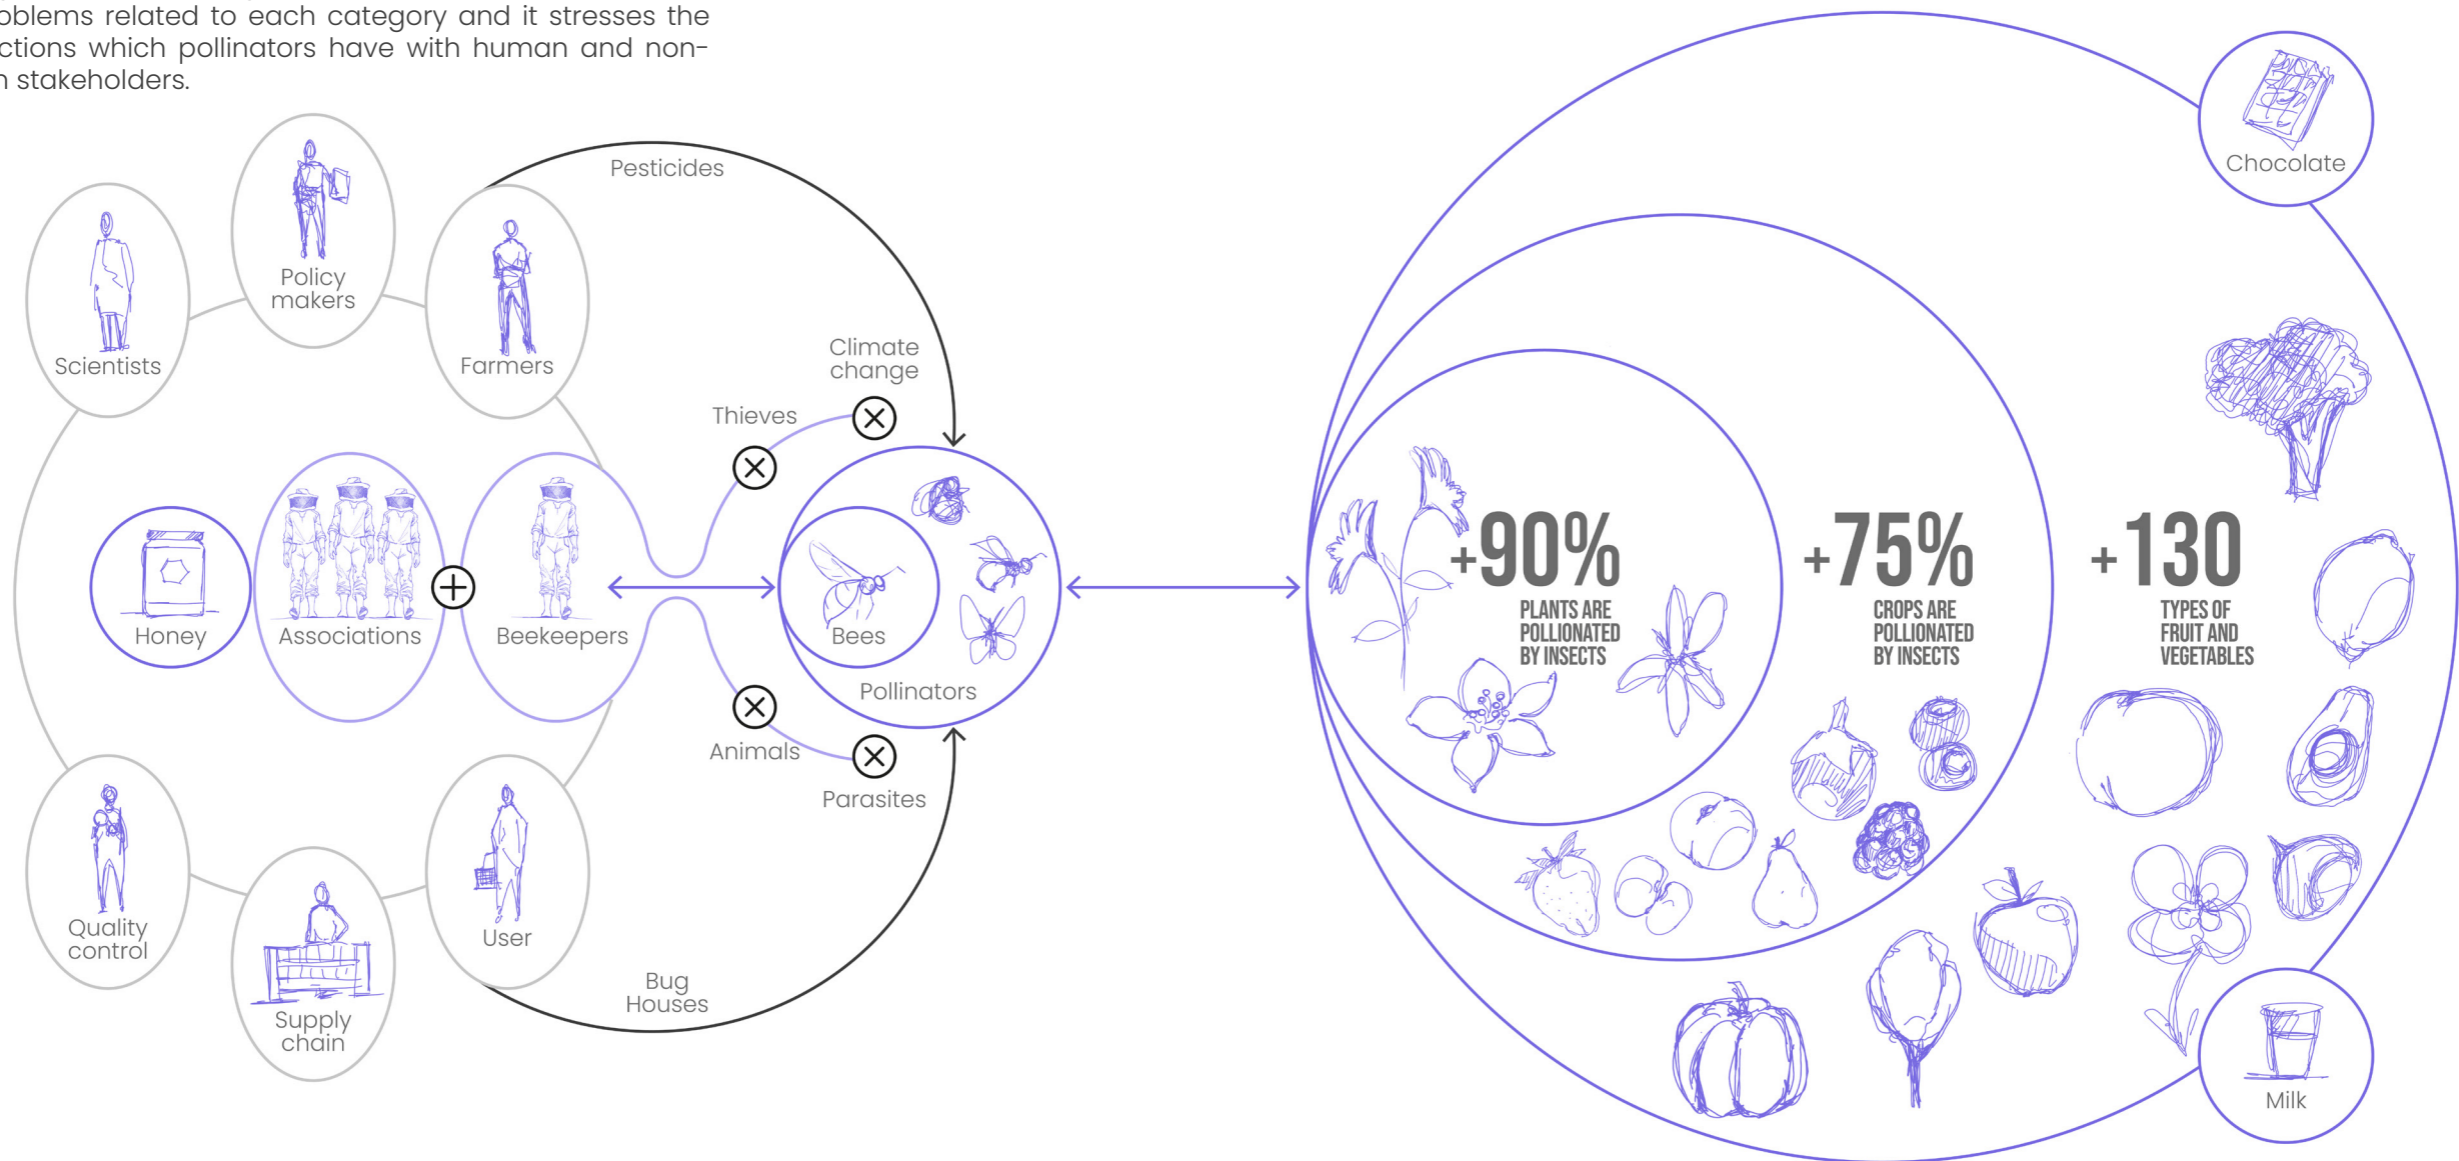 oblems related to each category and it stresses the
ctions which pollinators have with human and non-
n stakeholders.
Scientists
Policy
makers
Farmers
Pesticides
Climate
change
Thieves
Honey
Associations
Beekeepers
Bees
Pollinators
Animals
Parasites
Quality
control
Supply
chain
User
Bug
Houses
+90%
PLANTS ARE
POLLIONATED
BY INSECTS
+75%
CROPS ARE
POLLIONATED
BY INSECTS
+130
TYPES OF
FRUIT AND
VEGETABLES
Chocolate
Milk